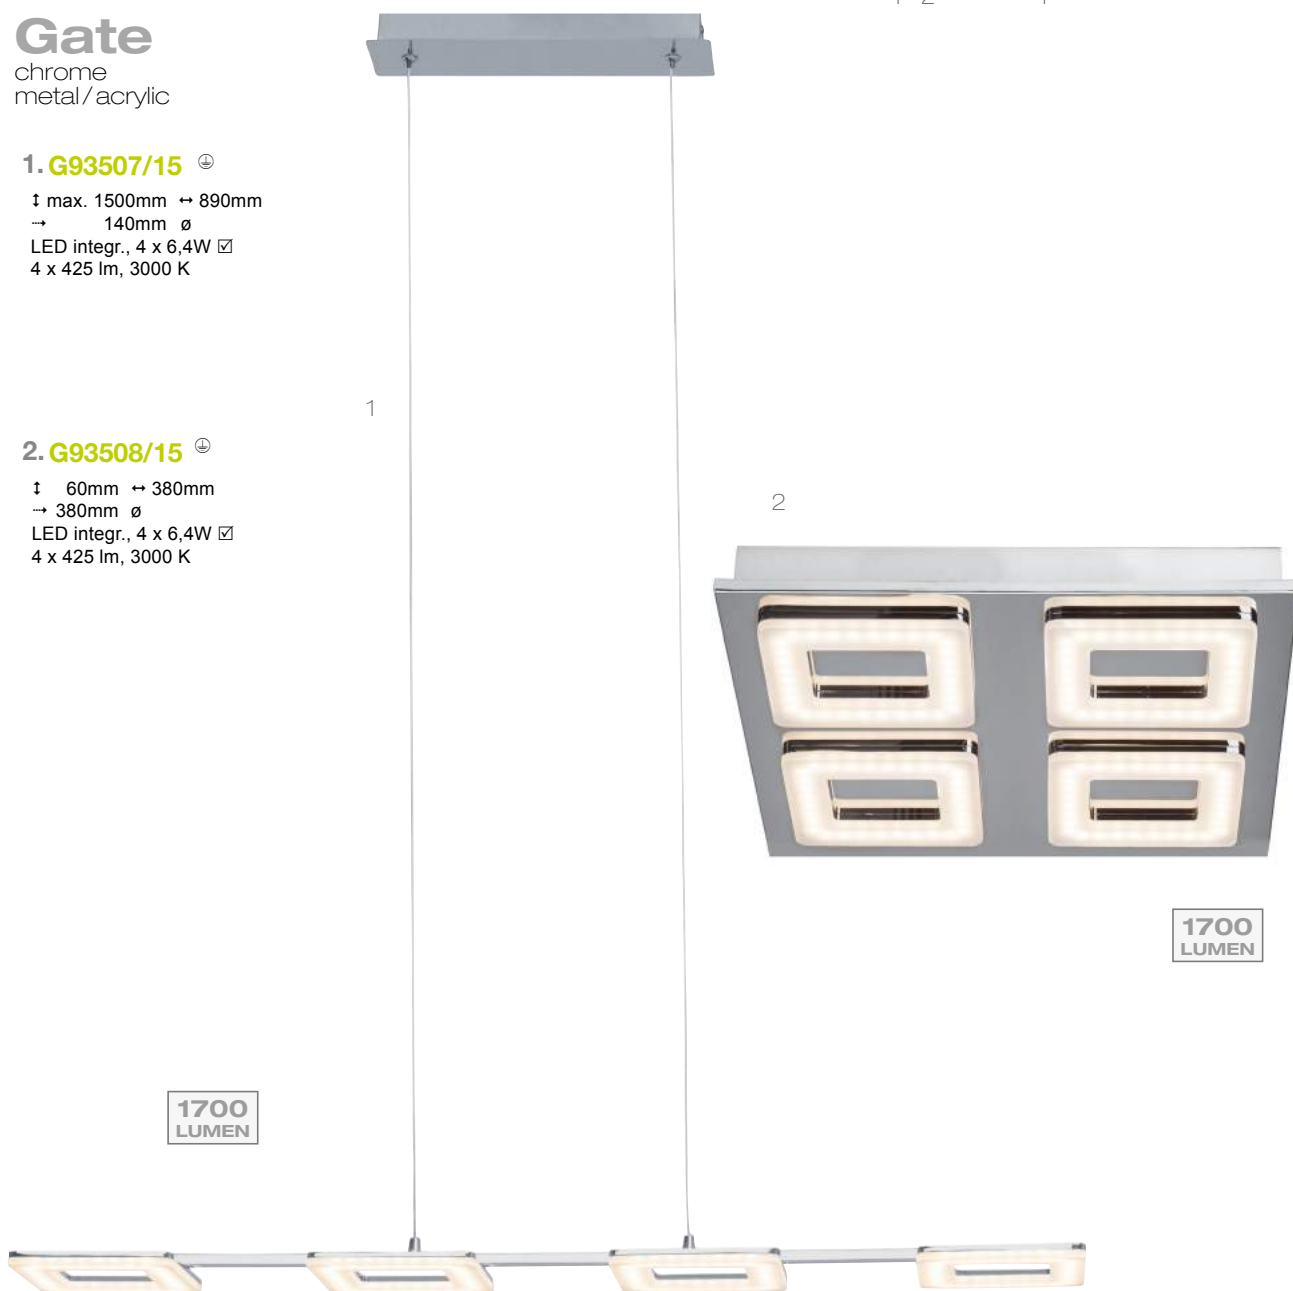 Gate
chrome
metal/acrylic
1. G93507/15
↕ max. 1500mm ↔ 890mm
⤑ 140mm ø
LED integr., 4 x 6,4W ☑
4 x 425 lm, 3000 K
1
2. G93508/15
↕ 60mm ↔ 380mm
⤑ 380mm ø
LED integr., 4 x 6,4W ☑
4 x 425 lm, 3000 K
2
1700
LUMEN
1700
LUMEN